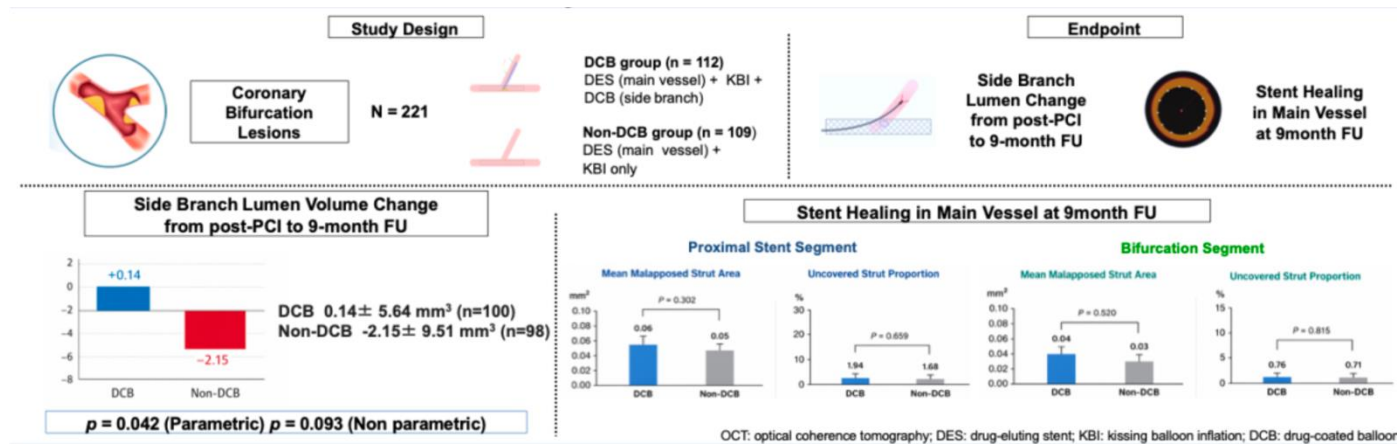 Study Design
Coronary
Bifurcation
Lesions
N = 221
DCB group (n = 112)
DES (main vessel) + KBI +
DCB (side branch)
Non-DCB group (n = 109)
DES (main vessel) +
KBI only
Endpoint
Side Branch
Lumen Change
from post-PCI
to 9-month FU
Stent Healing
in Main Vessel
at 9month FU
Side Branch Lumen Volume Change
from post-PCI to 9-month FU
2
0
−2
−4
−6
−8
+0.14
−2.15
DCB
Non-DCB
DCB 0.14± 5.64 mm³ (n=100)
Non-DCB -2.15± 9.51 mm³ (n=98)
p = 0.042 (Parametric) p = 0.093 (Non parametric)
Stent Healing in Main Vessel at 9month FU
Proximal Stent Segment
Mean Malapposed Strut Area
mm²
0.10
0.08
0.06
0.04
0.02
0.00
P = 0.302
0.06
0.05
DCB
Non-DCB
Uncovered Strut Proportion
%
30
20
10
0
P = 0.659
1.94
1.68
DCB
Non-DCB
Bifurcation Segment
Mean Malapposed Strut Area
mm²
0.10
0.08
0.06
0.04
0.02
0.00
P = 0.520
0.04
0.03
DCB
Non-DCB
Uncovered Strut Proportion
%
15
10
5
0
P = 0.815
0.76
0.71
DCB
Non-DCB
OCT: optical coherence tomography; DES: drug-eluting stent; KBI: kissing balloon inflation; DCB: drug-coated balloon